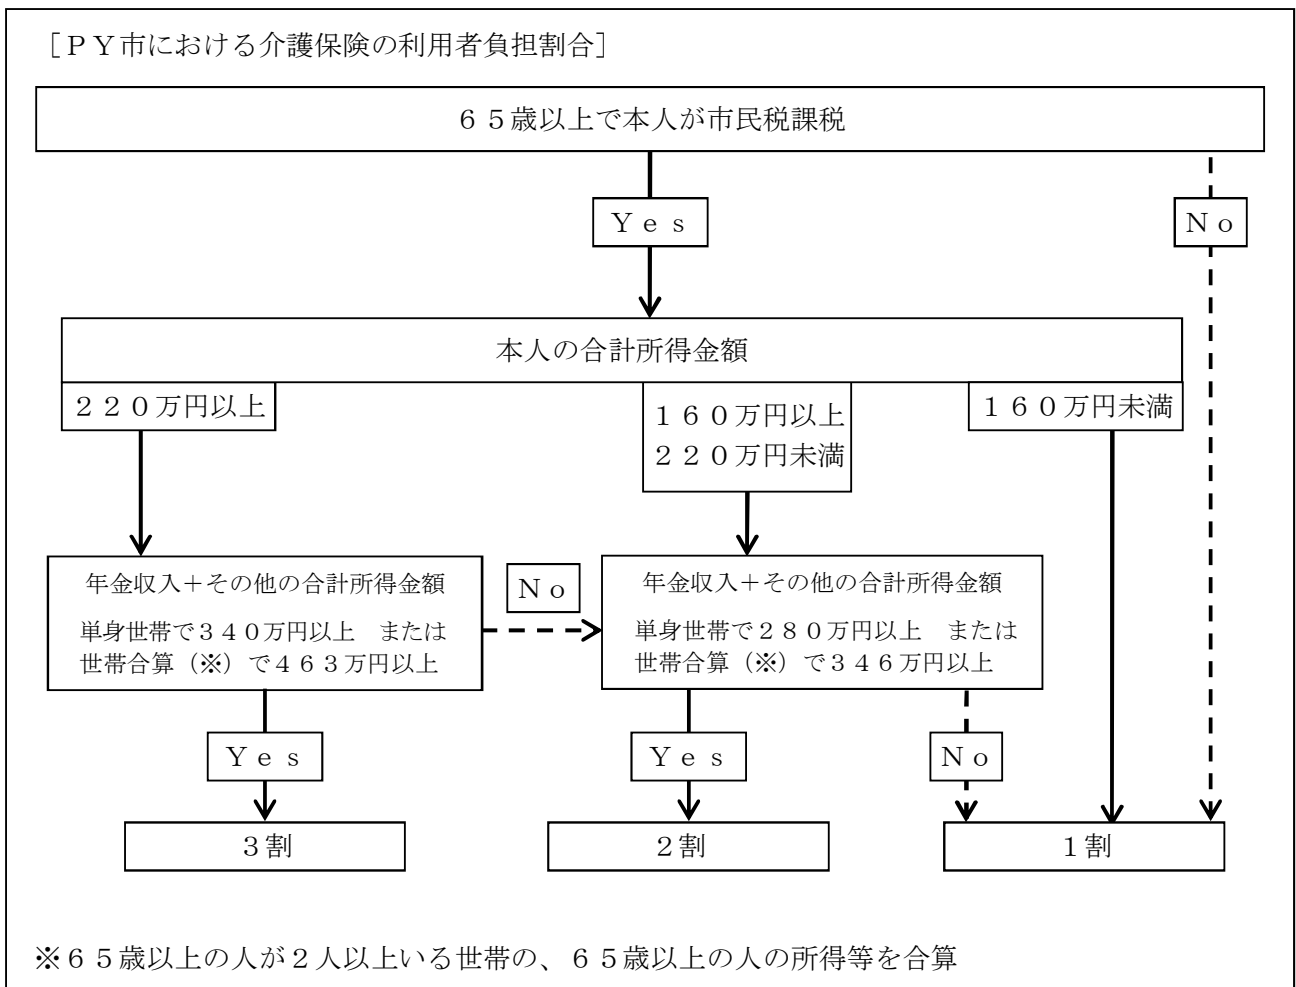 ［ＰＹ市における介護保険の利用者負担割合］
６５歳以上で本人が市民税課税
Ｙｅｓ
Ｎｏ
本人の合計所得金額
２２０万円以上
１６０万円以上
２２０万円未満
１６０万円未満
年金収入＋その他の合計所得金額
単身世帯で３４０万円以上　または
世帯合算（※）で４６３万円以上
Ｎｏ
年金収入＋その他の合計所得金額
単身世帯で２８０万円以上　または
世帯合算（※）で３４６万円以上
Ｙｅｓ
Ｙｅｓ
Ｎｏ
３割
２割
１割
※６５歳以上の人が２人以上いる世帯の、６５歳以上の人の所得等を合算